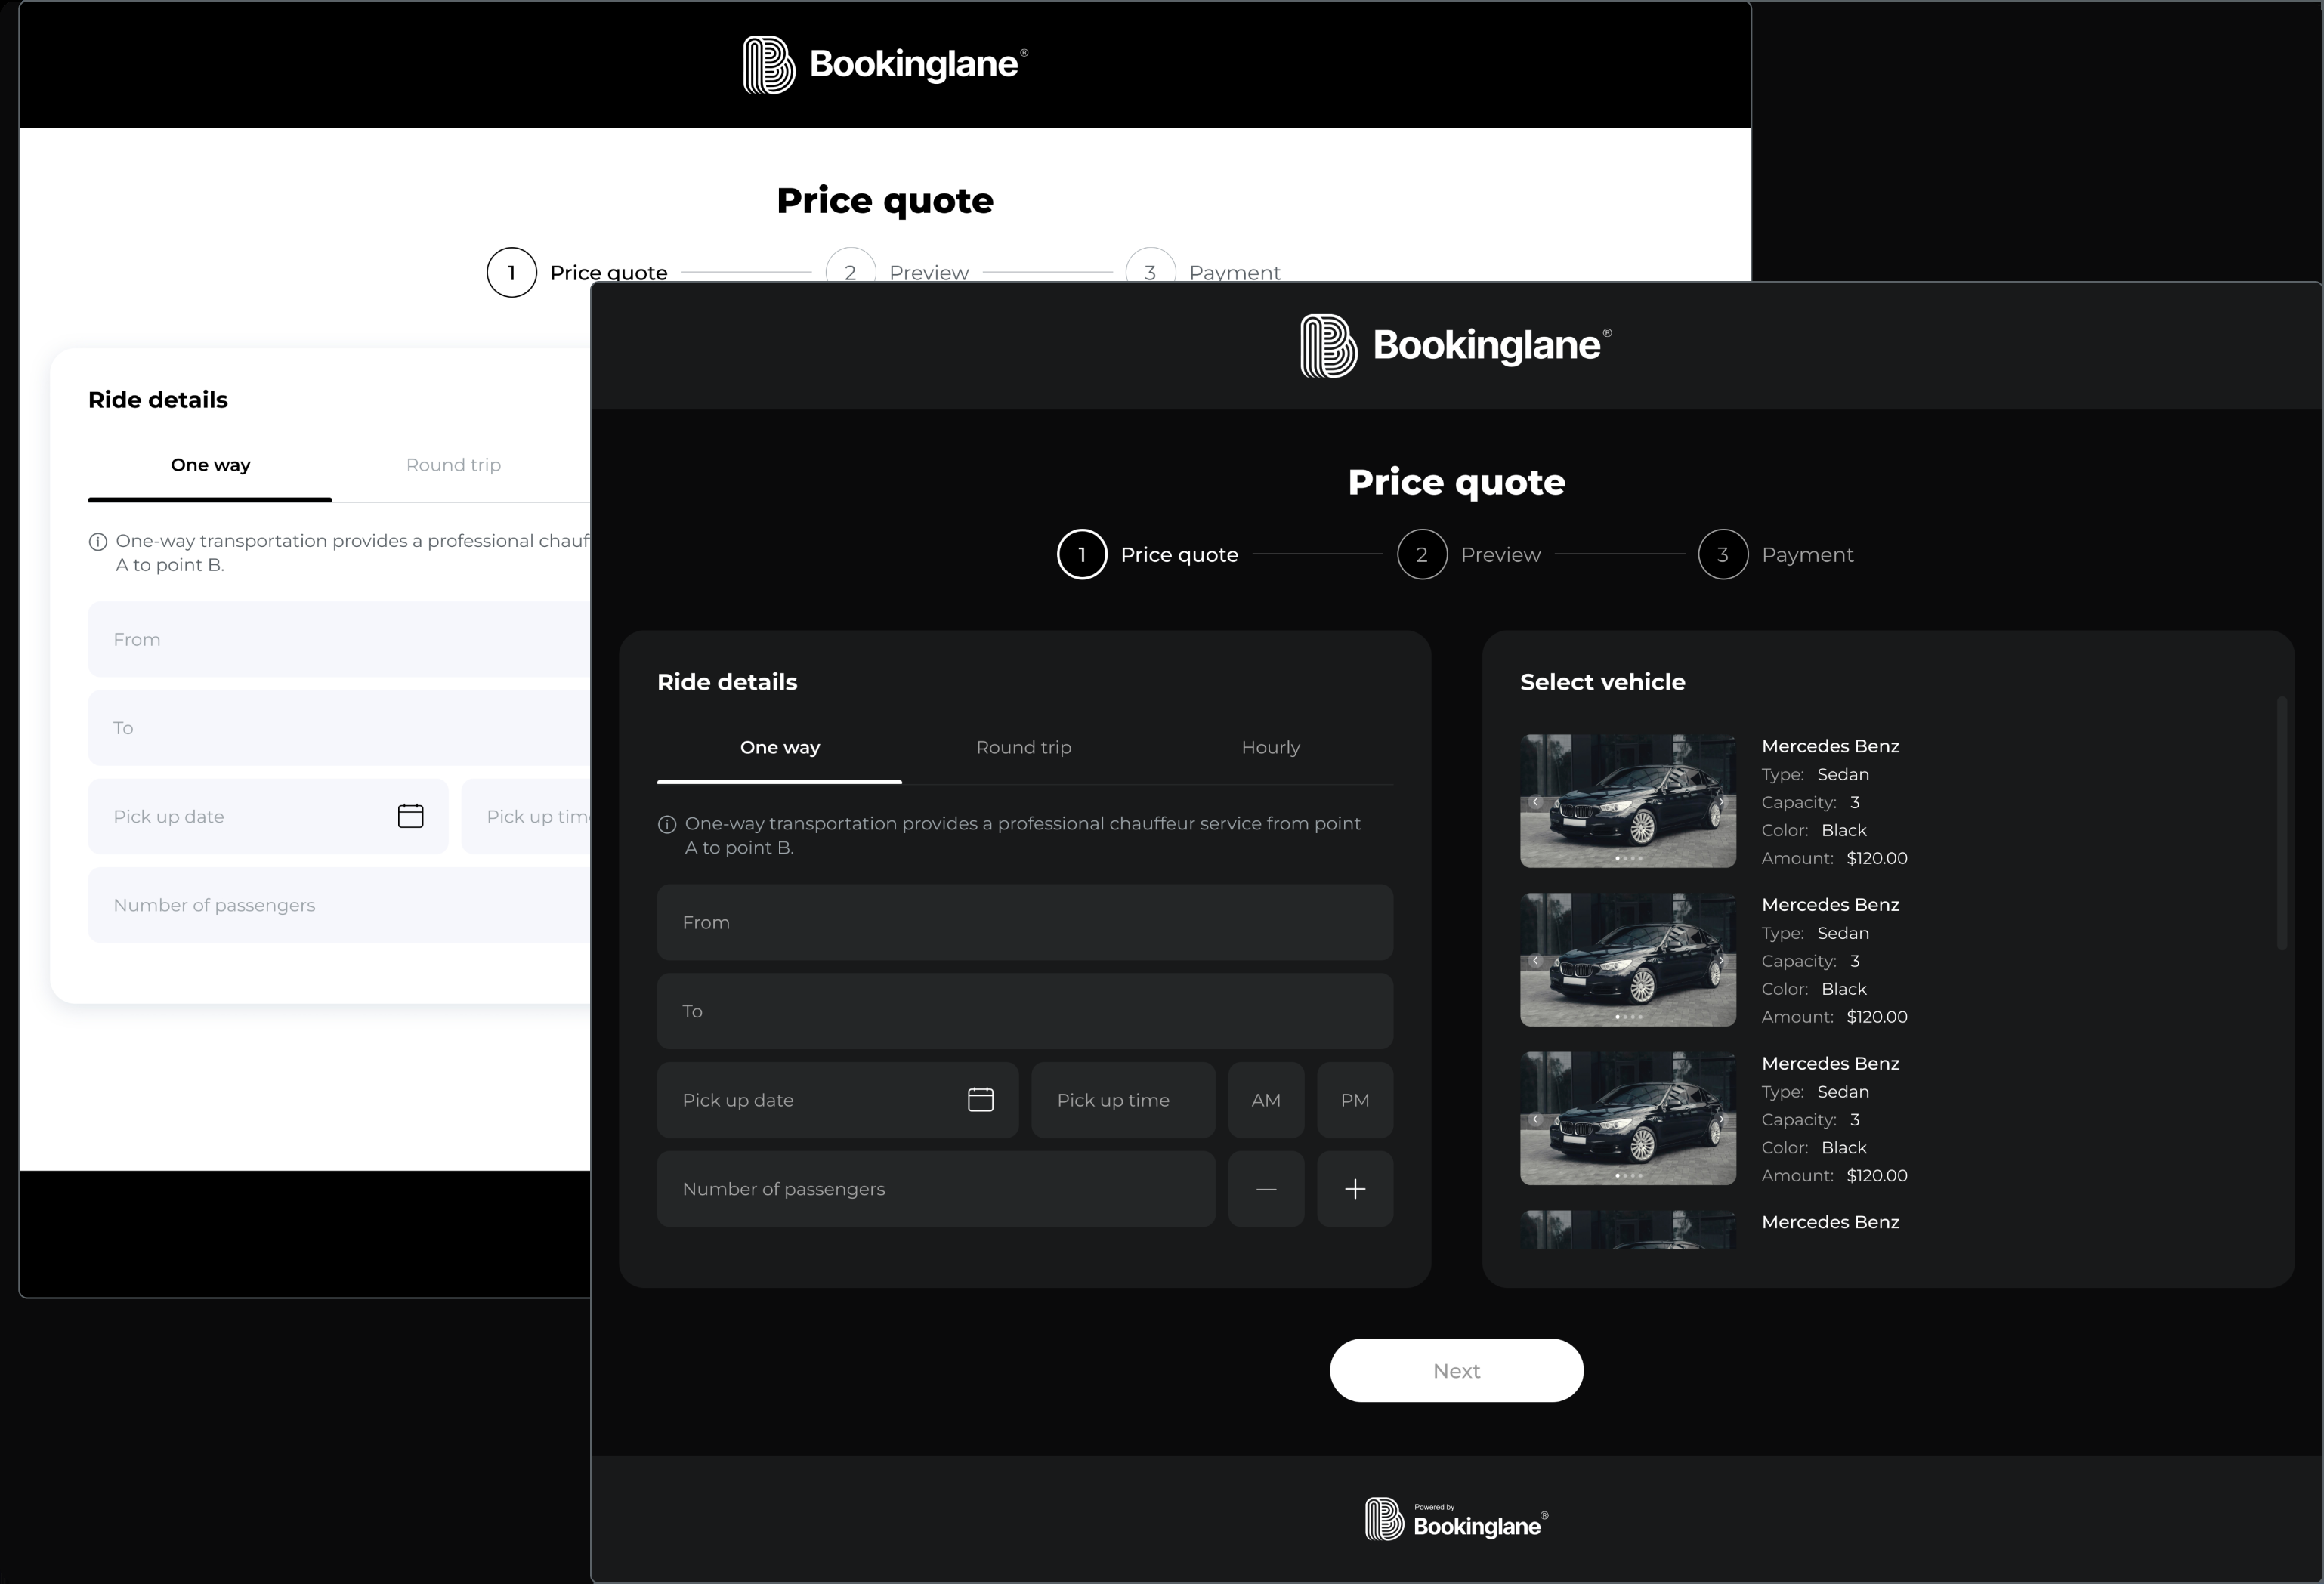 Bookinglane®
Price quote
1 Price quote 2 Preview 3 Payment
Ride details
One way Round trip
One-way transportation provides a professional chauf
A to point B.
From
To
Pick up date Pick up tim
Number of passengers
Bookinglane®
Price quote
1 Price quote 2 Preview 3 Payment
Ride details
One way Round trip Hourly
One-way transportation provides a professional chauffeur service from point
A to point B.
From
To
Pick up date Pick up time AM PM
Number of passengers — +
Select vehicle
Mercedes Benz
Type: Sedan
Capacity: 3
Color: Black
Amount: $120.00
Mercedes Benz
Type: Sedan
Capacity: 3
Color: Black
Amount: $120.00
Mercedes Benz
Type: Sedan
Capacity: 3
Color: Black
Amount: $120.00
Mercedes Benz
Next
Powered by
Bookinglane®